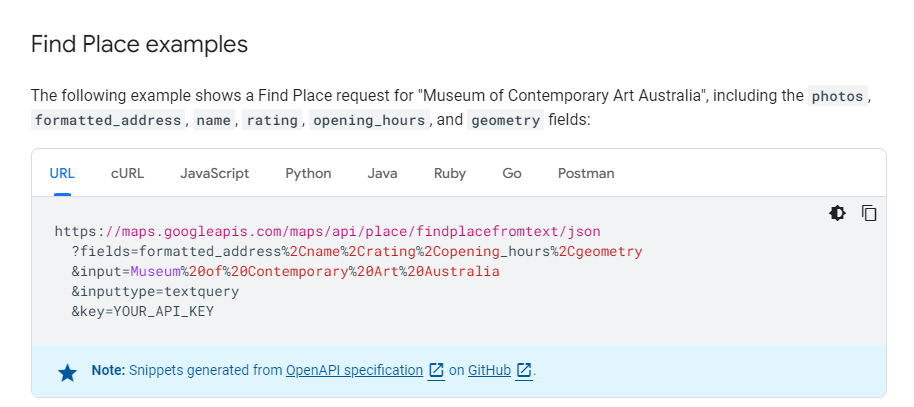 Find Place examples
The following example shows a Find Place request for "Museum of Contemporary Art Australia", including the photos,
formatted_address, name, rating, opening_hours, and geometry fields:
URL cURL JavaScript Python Java Ruby Go Postman
https://maps.googleapis.com/maps/api/place/findplacefromtext/json
?fields=formatted_address%2Cname%2Crating%2Copening_hours%2Cgeometry
&input=Museum%20of%20Contemporary%20Art%20Australia
&inputtype=textquery
&key=YOUR_API_KEY
Note: Snippets generated from OpenAPI specification on GitHub.